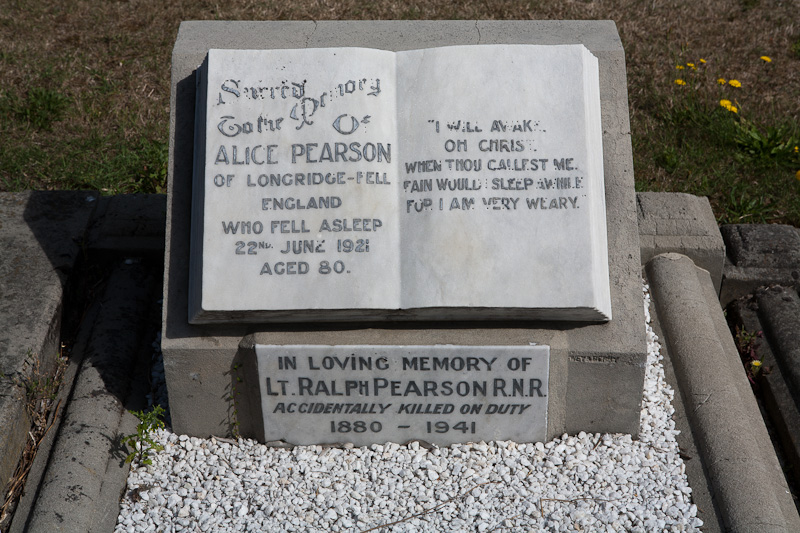 Sacred Memory
To the Of
ALICE PEARSON
OF LONGRIDGE-FELL
ENGLAND
WHO FELL ASLEEP
22ND. JUNE 1921
AGED 80.
"I WILL AWAKE.
OH CHRIST.
WHEN THOU CALLEST ME.
FAIN WOULD I SLEEP AWHILE
FOR I AM VERY WEARY.
IN LOVING MEMORY OF
LT. RALPH PEARSON R.N.R.
ACCIDENTALLY KILLED ON DUTY
1880 – 1941